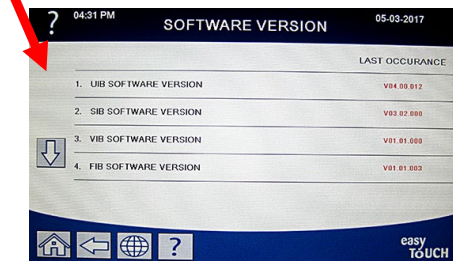 ? 04:31 PM SOFTWARE VERSION 05-03-2017
LAST OCCURANCE
1. UIB SOFTWARE VERSION V04.00.012
2. SIB SOFTWARE VERSION V03.02.000
3. VIB SOFTWARE VERSION V01.01.000
4. FIB SOFTWARE VERSION V01.01.003
?
easy
TOUCH